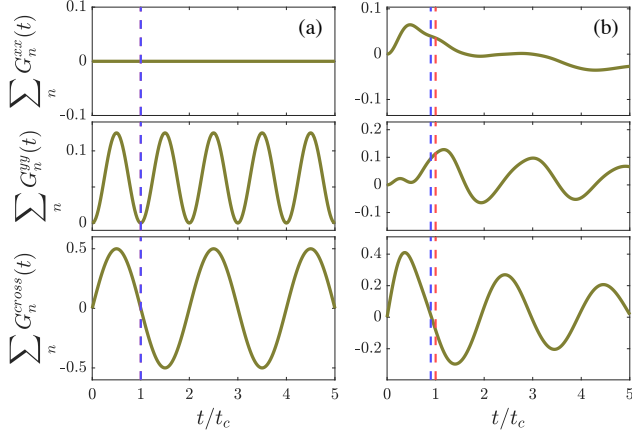 (a)
(b)
0.1
0
-0.1
∑_n G_n^{xx}(t)
0.1
0
-0.1
0.1
0
∑_n G_n^{yy}(t)
0.2
0.1
0
-0.1
0.5
0
-0.5
∑_n G_n^{cross}(t)
0.4
0.2
0
-0.2
0 1 2 3 4 5
0 1 2 3 4 5
t/t_c
t/t_c